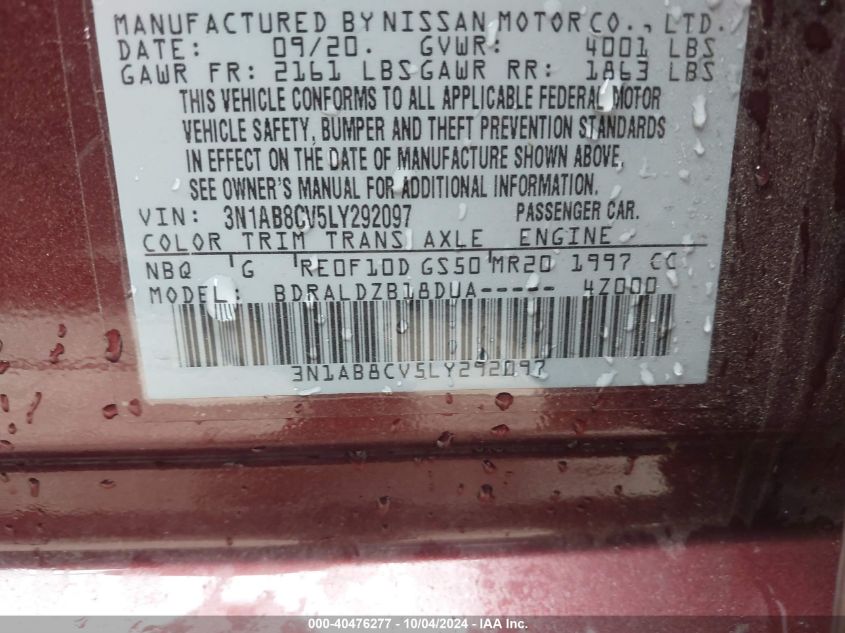 MANUFACTURED BY NISSAN MOTOR CO., LTD.
DATE: 09/20. GVWR: 4001 LBS
GAWR FR: 2161 LBS GAWR RR: 1863 LBS
THIS VEHICLE CONFORMS TO ALL APPLICABLE FEDERAL MOTOR
VEHICLE SAFETY, BUMPER AND THEFT PREVENTION STANDARDS
IN EFFECT ON THE DATE OF MANUFACTURE SHOWN ABOVE,
SEE OWNER'S MANUAL FOR ADDITIONAL INFORMATION.
VIN: 3N1AB8CV5LY292097 PASSENGER CAR.
COLOR TRIM TRANS AXLE ENGINE
NBQ G RE0F10D GS50 MR20 1997 CC
MODEL: BDRALDZB18DUA----- 4Z000
3N1AB8CV5LY292097
000-40476277 - 10/04/2024 - IAA Inc.